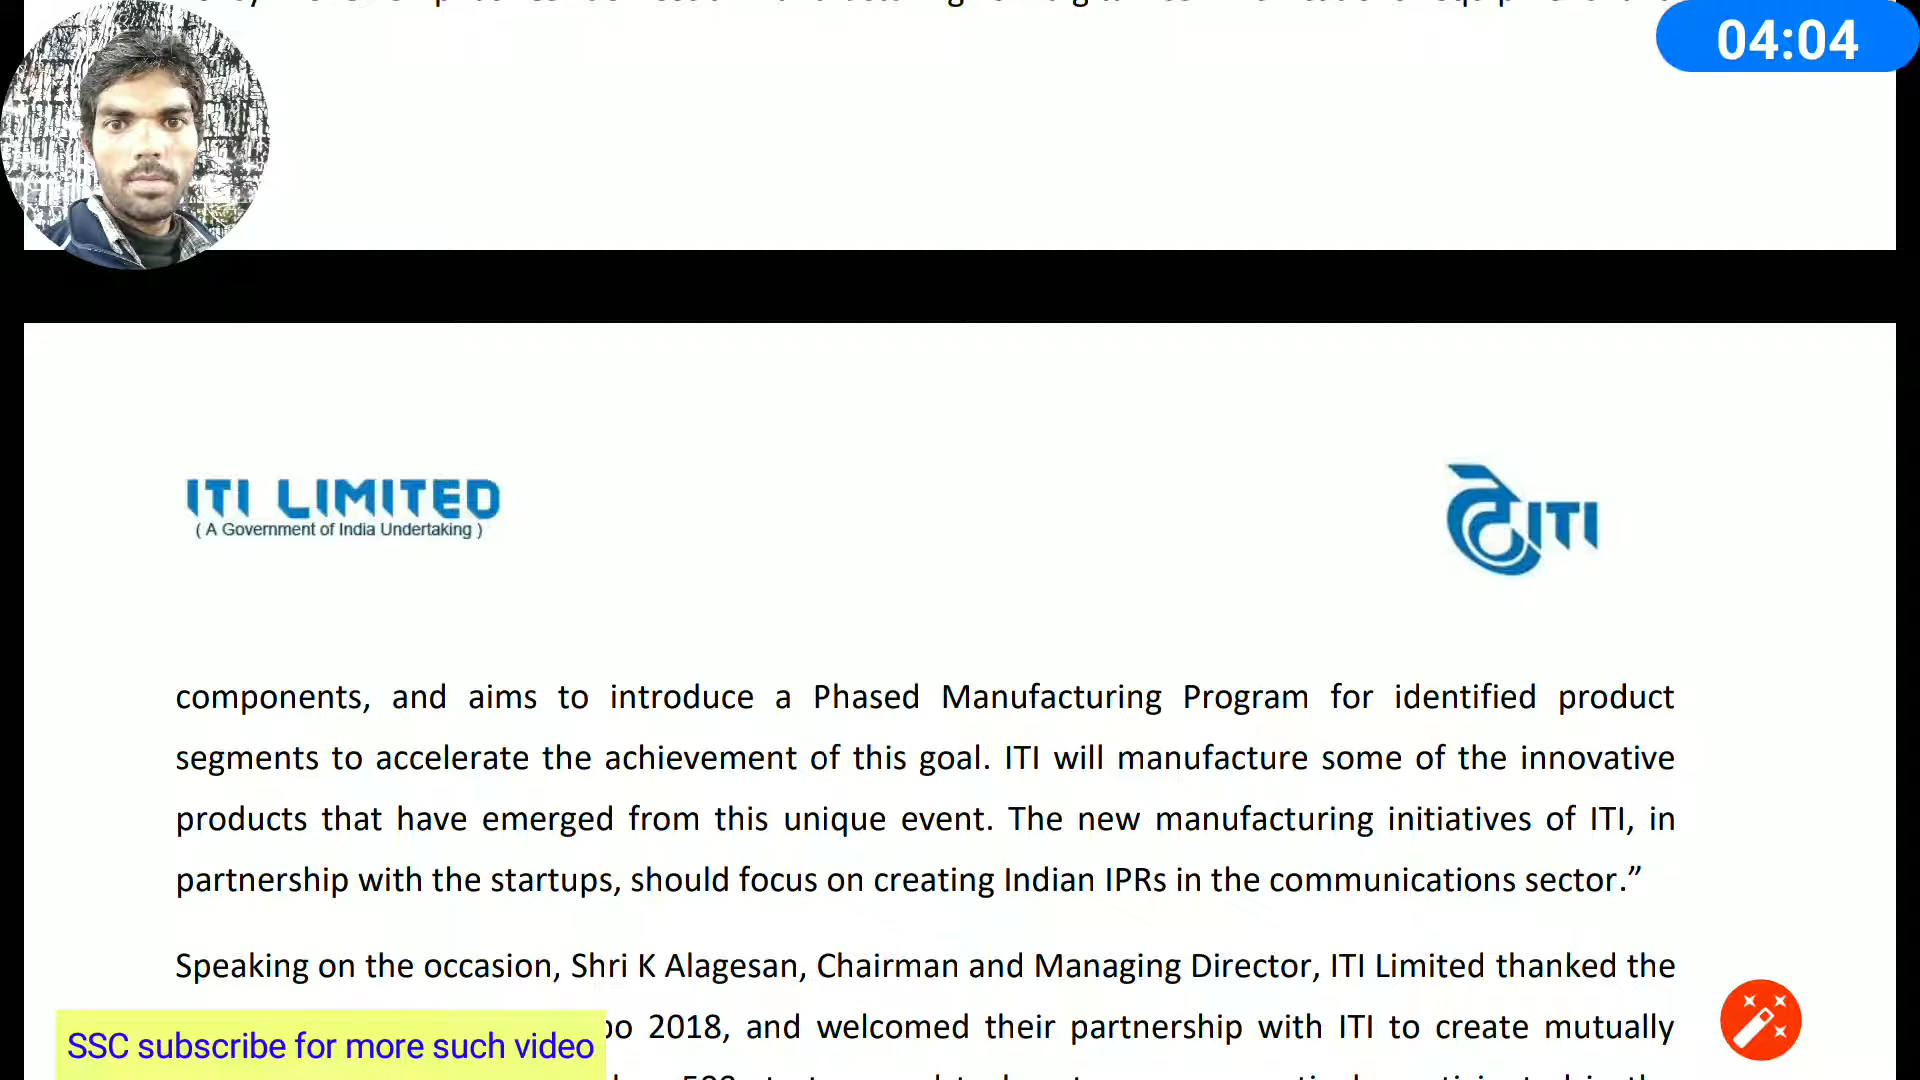 04:04
ITI LIMITED
( A Government of India Undertaking )
ITI
components, and aims to introduce a Phased Manufacturing Program for identified product
segments to accelerate the achievement of this goal. ITI will manufacture some of the innovative
products that have emerged from this unique event. The new manufacturing initiatives of ITI, in
partnership with the startups, should focus on creating Indian IPRs in the communications sector.”
Speaking on the occasion, Shri K Alagesan, Chairman and Managing Director, ITI Limited thanked the
2018, and welcomed their partnership with ITI to create mutually
SSC subscribe for more such video